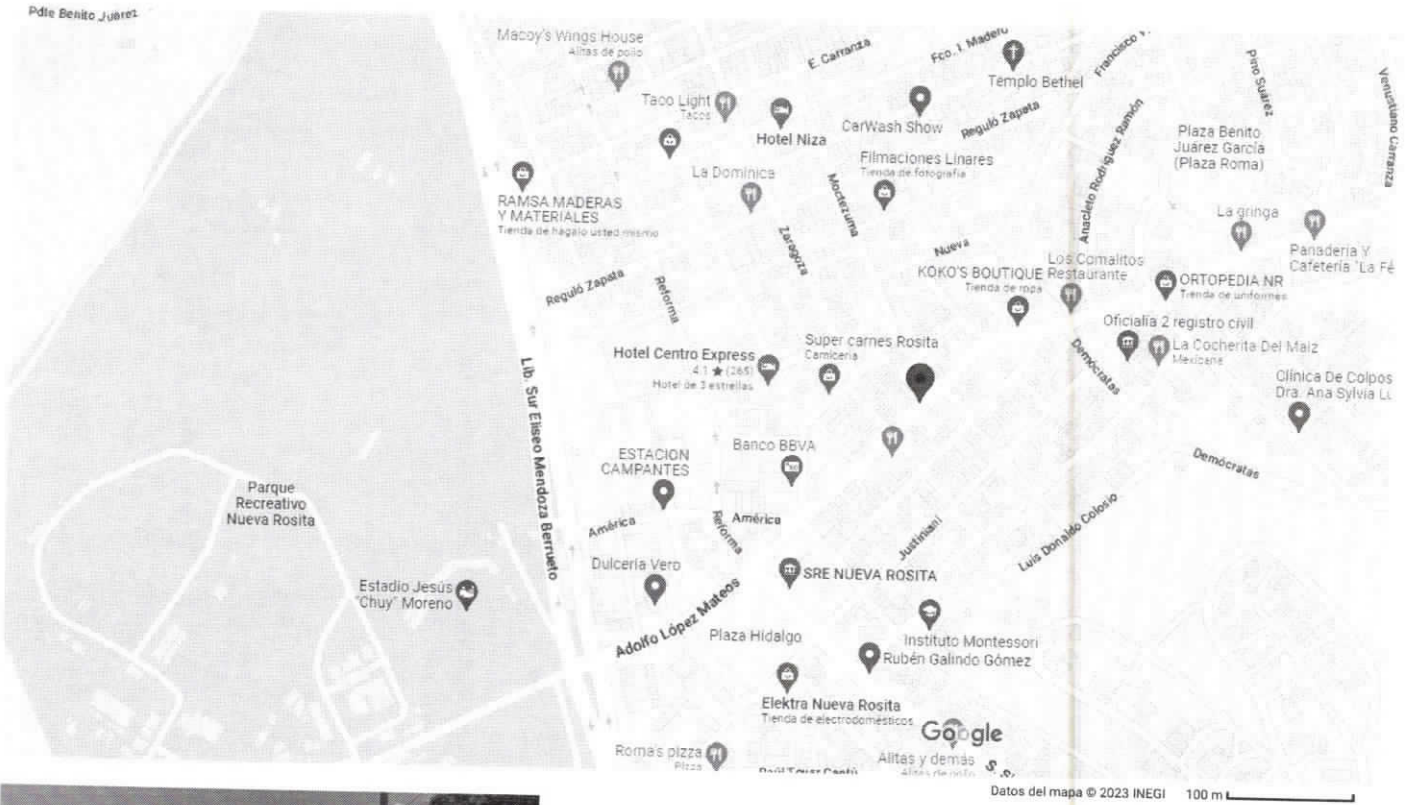 Pdte Benito Juárez
Macoy's Wings House
Alitas de pollo
E. Carranza
Fco. I. Madero
Templo Bethel
Pino Suárez
Venustiano Carranza
Taco Light
Tacos
Hotel Niza
CarWash Show
Reguló Zapata
Anacleto Rodríguez Ramón
Plaza Benito
Juárez García
(Plaza Roma)
La Dominica
Moctezuma
Filmaciones Linares
Tienda de fotografía
RAMSA MADERAS
Y MATERIALES
Tienda de hágalo usted mismo
La gringa
Panadería Y
Cafetería "La Fé
Zaragoza
Nueva
Los Comalitos
Restaurante
KOKO'S BOUTIQUE
Tienda de ropa
ORTOPEDIA NR
Tienda de uniformes
Reguló Zapata
Reforma
Oficialía 2 registro civil
La Cocherita Del Maiz
Mexicana
Demócratas
Hotel Centro Express
4.1 ★ (265)
Hotel de 3 estrellas
Super carnes Rosita
Carnicería
Clínica De Colpos
Dra. Ana Sylvia
Lib. Sur Eliseo Mendoza Berrueto
Banco BBVA
ESTACION
CAMPANTES
Demócratas
Parque
Recreativo
Nueva Rosita
América
Reforma
América
Justiniani
Luis Donaldo Colosio
Dulcería Vero
SRE NUEVA ROSITA
Estadio Jesús
"Chuy" Moreno
Adolfo López Mateos
Plaza Hidalgo
Instituto Montessori
Rubén Galindo Gómez
Elektra Nueva Rosita
Tienda de electrodomésticos
Google
Roma's pizza
Pizza
Alitas y demás
Datos del mapa © 2023 INEGI
100 m